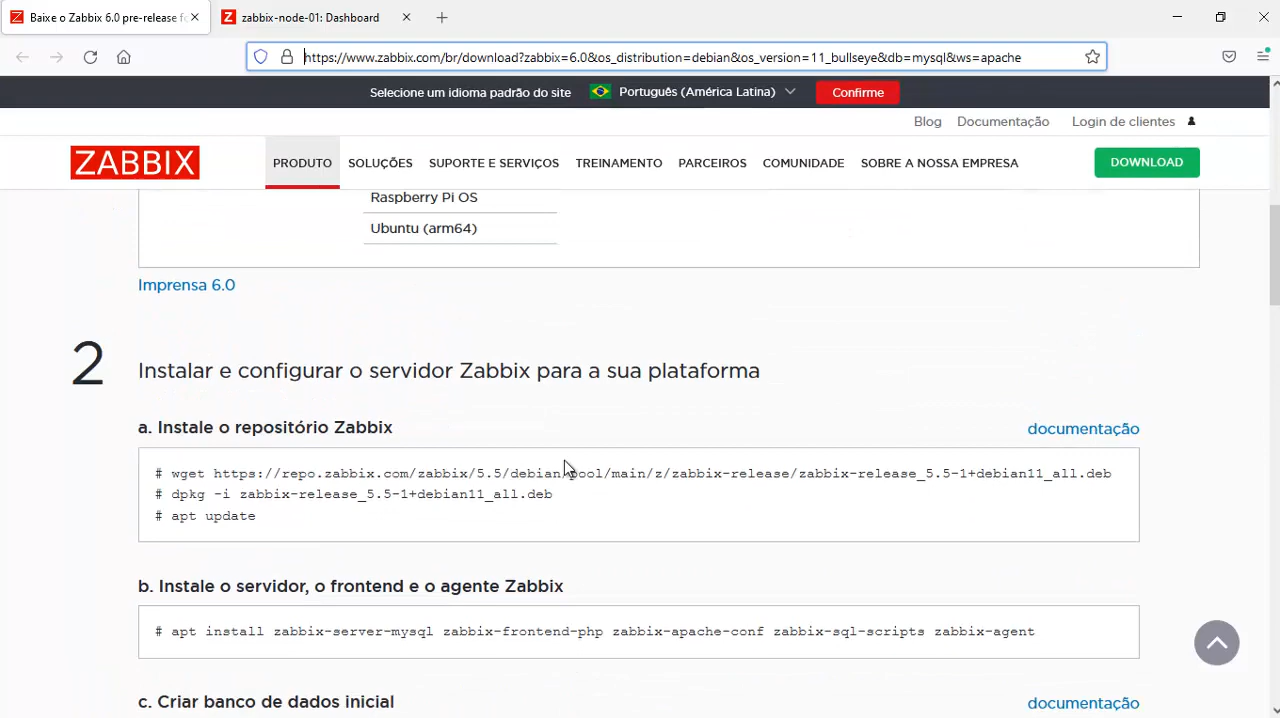 Baixe o Zabbix 6.0 pre-release fo
zabbix-node-01: Dashboard
https://www.zabbix.com/br/download?zabbix=6.0&os_distribution=debian&os_version=11_bullseye&db=mysql&ws=apache
Selecione um idioma padrão do site
Português (América Latina)
Confirme
Blog
Documentação
Login de clientes
ZABBIX
PRODUTO
SOLUÇÕES
SUPORTE E SERVIÇOS
TREINAMENTO
PARCEIROS
COMUNIDADE
SOBRE A NOSSA EMPRESA
DOWNLOAD
Raspberry Pi OS
Ubuntu (arm64)
Imprensa 6.0
2
Instalar e configurar o servidor Zabbix para a sua plataforma
a. Instale o repositório Zabbix
documentação
# wget https://repo.zabbix.com/zabbix/5.5/debian/pool/main/z/zabbix-release/zabbix-release_5.5-1+debian11_all.deb
# dpkg -i zabbix-release_5.5-1+debian11_all.deb
# apt update
b. Instale o servidor, o frontend e o agente Zabbix
# apt install zabbix-server-mysql zabbix-frontend-php zabbix-apache-conf zabbix-sql-scripts zabbix-agent
c. Criar banco de dados inicial
documentação